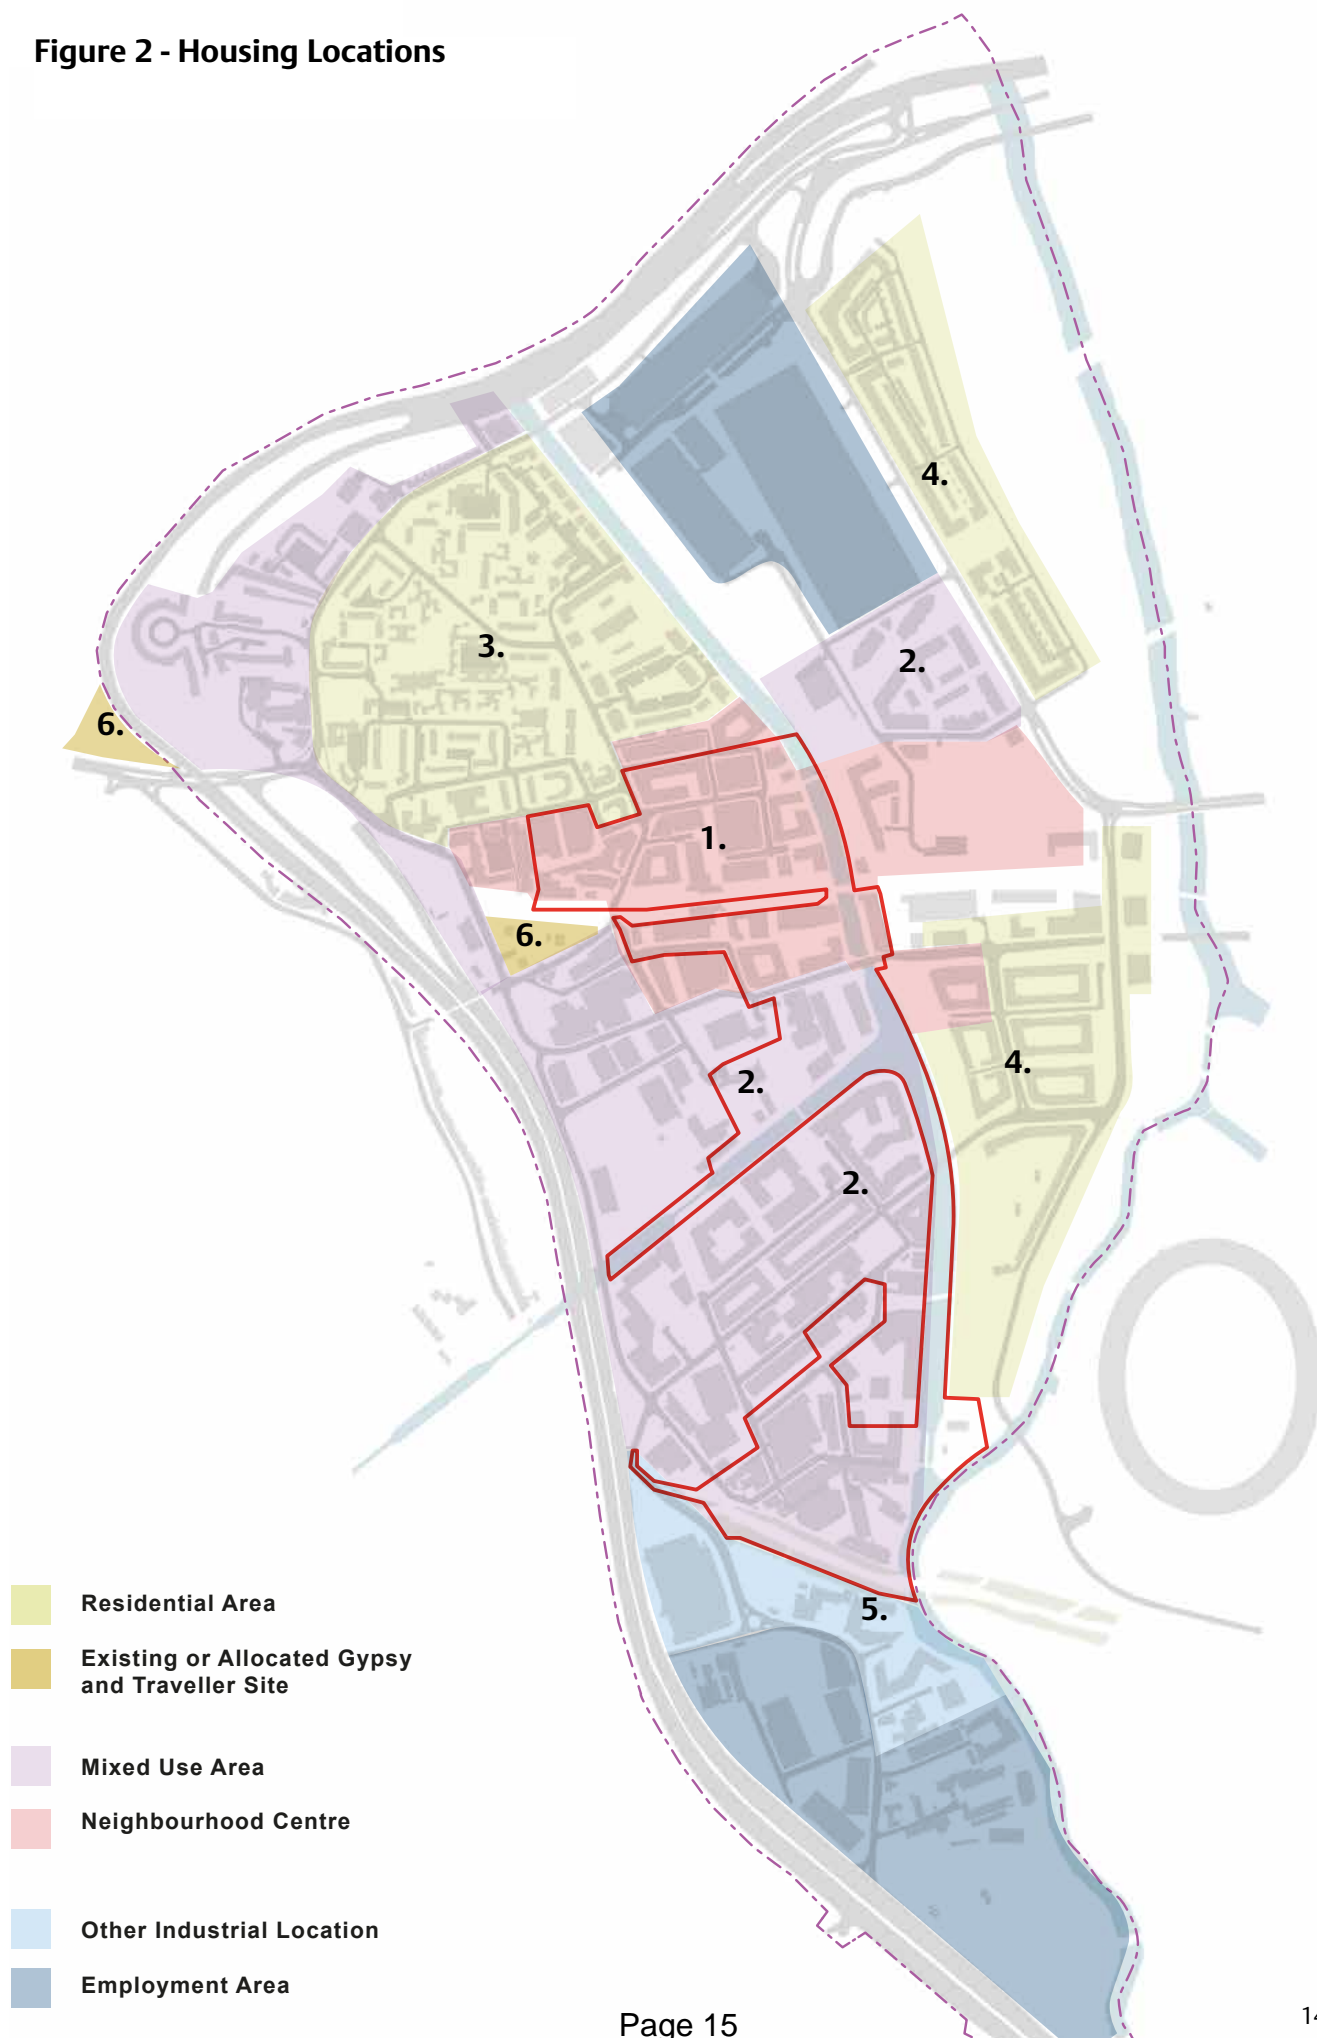 Figure 2 - Housing Locations
4.
3.
2.
6.
1.
6.
4.
2.
2.
5.
Residential Area
Existing or Allocated Gypsy
and Traveller Site
Mixed Use Area
Neighbourhood Centre
Other Industrial Location
Employment Area
Page 15
14